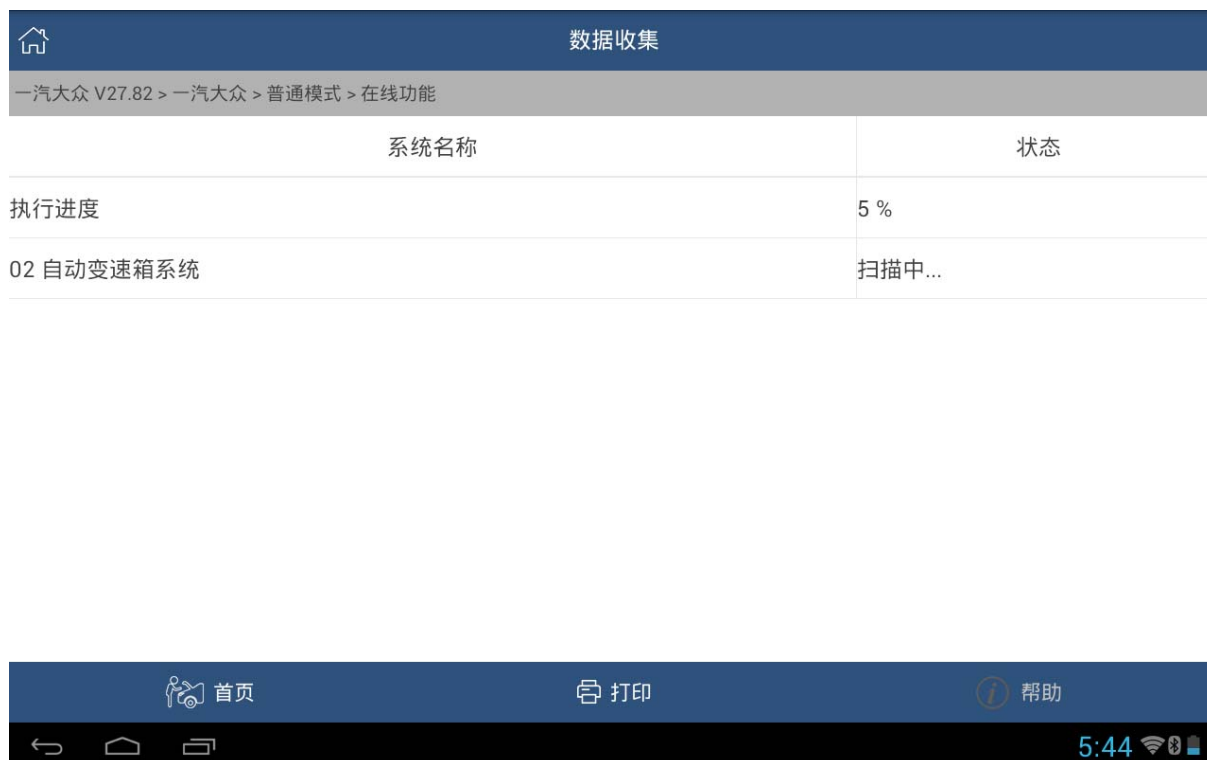 数据收集
一汽大众 V27.82 > 一汽大众 > 普通模式 > 在线功能
系统名称 状态
执行进度 5 %
02 自动变速箱系统 扫描中...
首页 打印 帮助
5:44